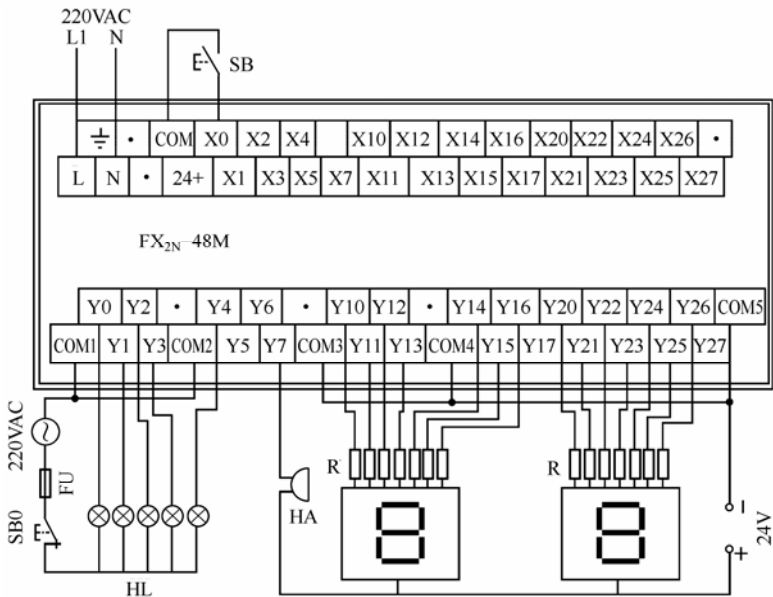 220VAC
L1 N
SB
⏚ • COM X0 X2 X4 X10 X12 X14 X16 X20 X22 X24 X26 •
L N • 24+ X1 X3 X5 X7 X11 X13 X15 X17 X21 X23 X25 X27
FX2N—48M
Y0 Y2 • Y4 Y6 • Y10 Y12 • Y14 Y16 Y20 Y22 Y24 Y26 COM5
COM1 Y1 Y3 COM2 Y5 Y7 COM3 Y11 Y13 COM4 Y15 Y17 Y21 Y23 Y25 Y27
220VAC
FU
SB0
HL
HA
R
8
R
8
24V
− +